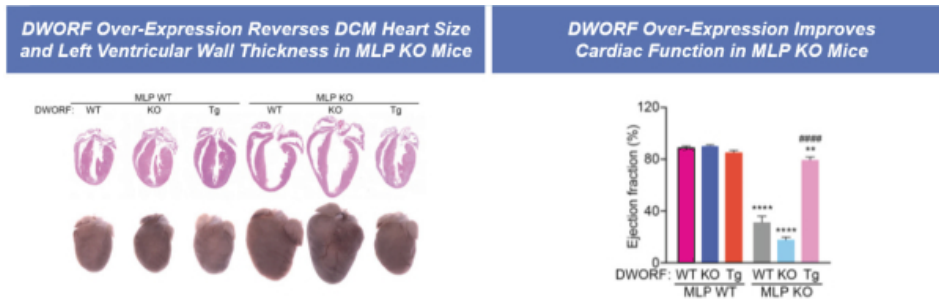 DWORF Over-Expression Reverses DCM Heart Size
and Left Ventricular Wall Thickness in MLP KO Mice
DWORF Over-Expression Improves
Cardiac Function in MLP KO Mice
MLP WT MLP KO
DWORF: WT KO Tg WT KO Tg
Ejection fraction (%)
120
80
40
0
####
**
****
****
DWORF: WT KO Tg WT KO Tg
MLP WT MLP KO